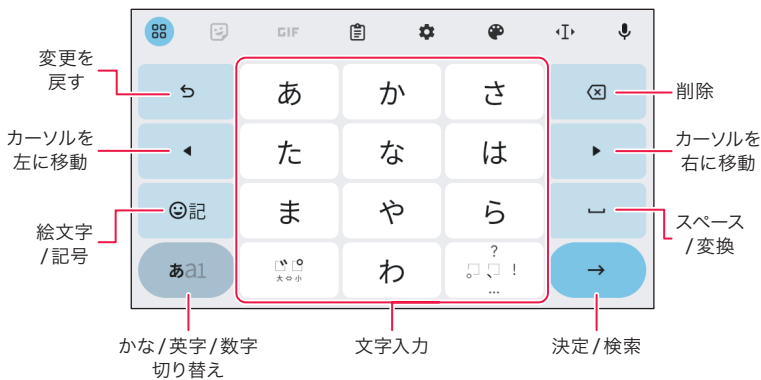 GIF
変更を
戻す
あ
か
さ
削除
カーソルを
左に移動
た
な
は
カーソルを
右に移動
記
ま
や
ら
絵文字
/記号
スペース
/変換
あa1
゛゜
大⇔小
わ
?
。、!
…
かな/英字/数字
切り替え
文字入力
決定/検索